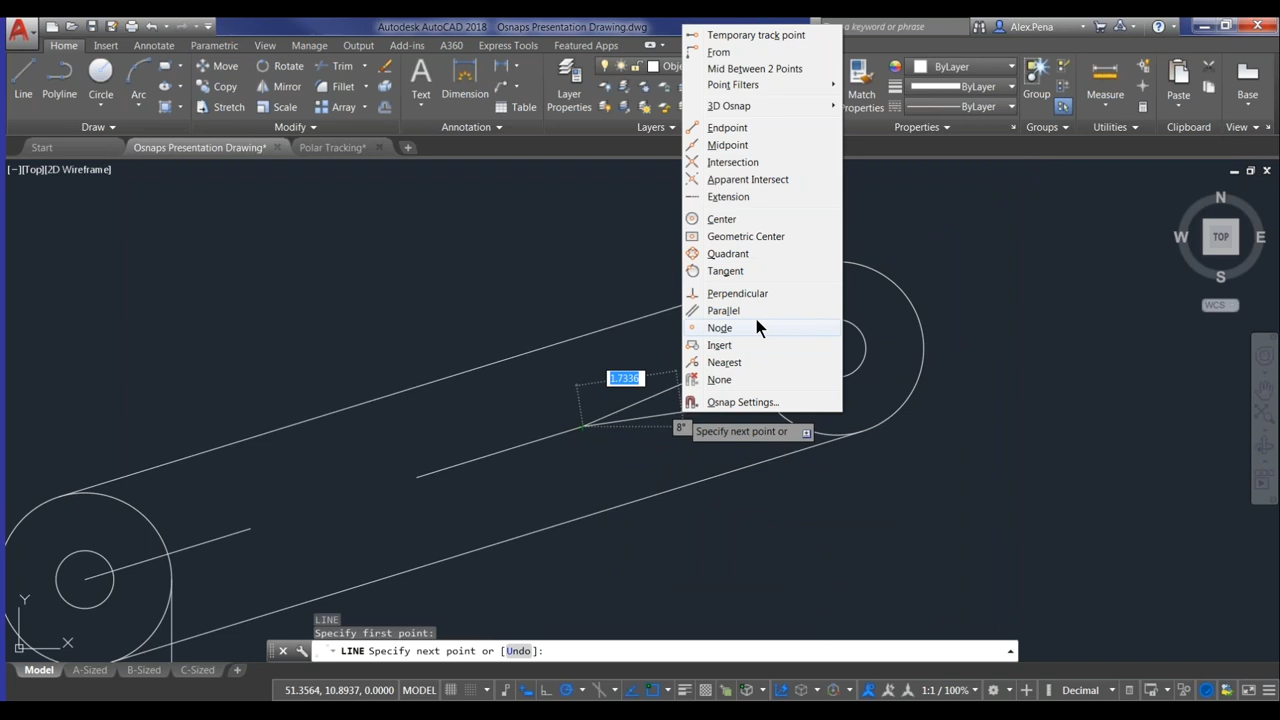 Autodesk AutoCAD 2018 Osnaps Presentation Drawing.dwg
a keyword or phrase
Alex.Pena
Home Insert Annotate Parametric View Manage Output Add-ins A360 Express Tools Featured Apps
Line Polyline Circle Arc
Move Rotate Trim
Copy Mirror Fillet
Stretch Scale Array
Text Dimension Table
Layer Properties
Match Properties
ByLayer
ByLayer
ByLayer
Group Measure Paste Base
Draw Modify Annotation Layers Properties Groups Utilities Clipboard View
Start Osnaps Presentation Drawing* Polar Tracking*
[−][Top][2D Wireframe]
Temporary track point
From
Mid Between 2 Points
Point Filters
3D Osnap
Endpoint
Midpoint
Intersection
Apparent Intersect
Extension
Center
Geometric Center
Quadrant
Tangent
Perpendicular
Parallel
Node
Insert
Nearest
None
Osnap Settings...
N
W TOP E
S
WCS
1.7336
8°
Specify next point or
Y
X
LINE
Specify first point:
LINE Specify next point or [Undo]:
Model A-Sized B-Sized C-Sized
51.3564, 10.8937, 0.0000 MODEL 1:1 / 100% Decimal